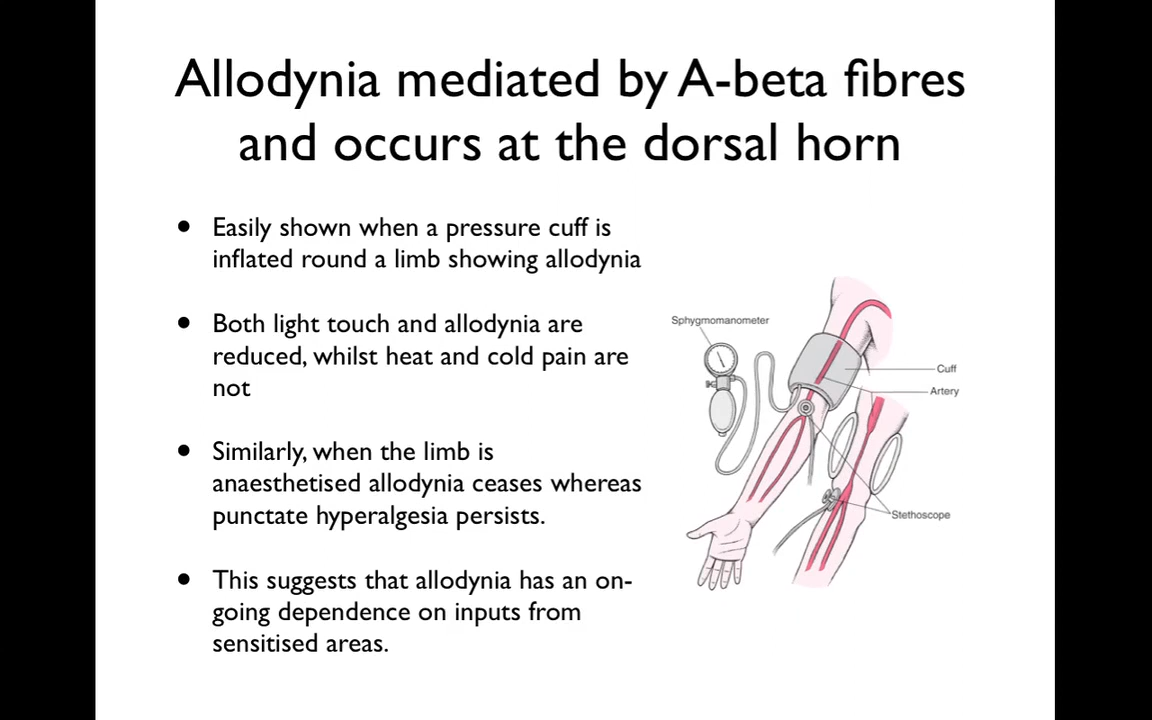 Allodynia mediated by A-beta fibres
and occurs at the dorsal horn
• Easily shown when a pressure cuff is
inflated round a limb showing allodynia
• Both light touch and allodynia are
reduced, whilst heat and cold pain are
not
• Similarly, when the limb is
anaesthetised allodynia ceases whereas
punctate hyperalgesia persists.
• This suggests that allodynia has an on-
going dependence on inputs from
sensitised areas.
Sphygmomanometer
Cuff
Artery
Stethoscope